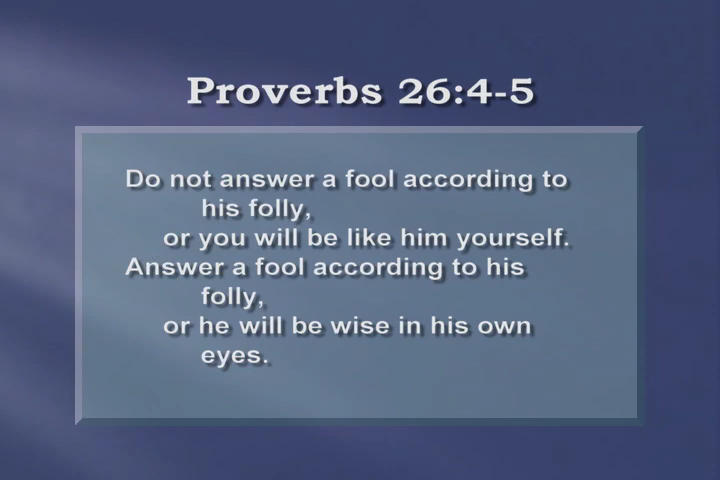 Proverbs 26:4-5
Do not answer a fool according to
his folly,
or you will be like him yourself.
Answer a fool according to his
folly,
or he will be wise in his own
eyes.